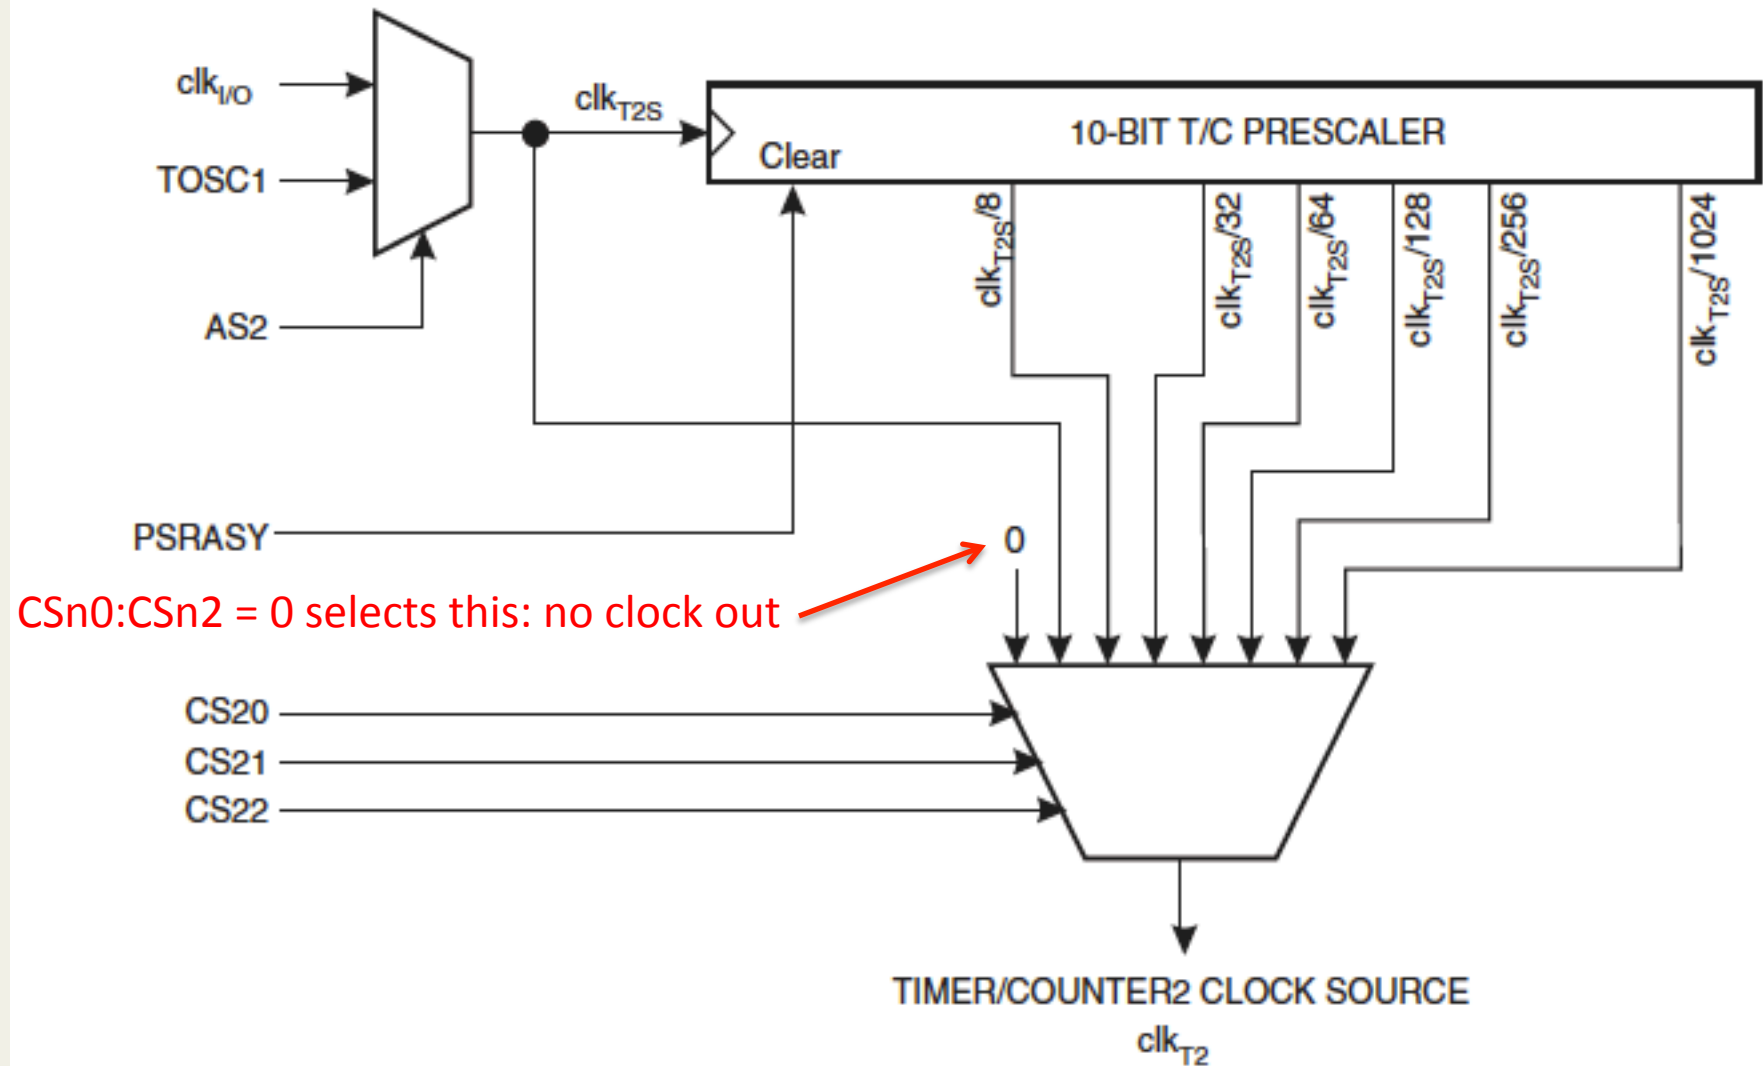 clkI/O
TOSC1
AS2
clkT2S
Clear
10-BIT T/C PRESCALER
clkT2S/8
clkT2S/32
clkT2S/64
clkT2S/128
clkT2S/256
clkT2S/1024
PSRASY
0
CSn0:CSn2 = 0 selects this: no clock out
CS20
CS21
CS22
TIMER/COUNTER2 CLOCK SOURCE
clkT2